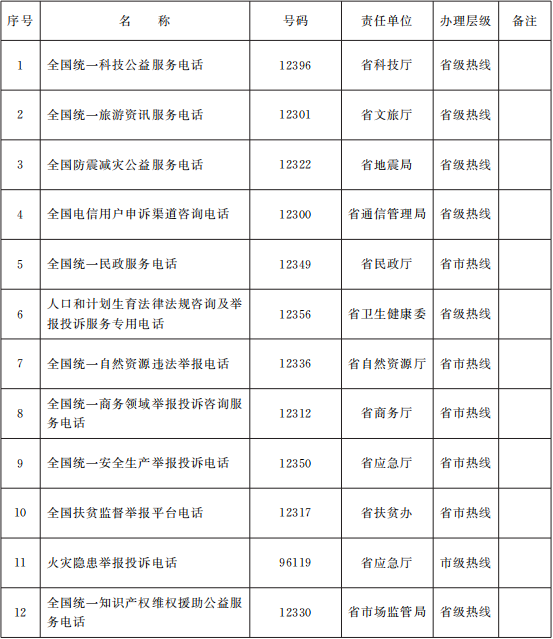 序号 名 称 号码 责任单位 办理层级 备注
1 全国统一科技公益服务电话 12396 省科技厅 省级热线
2 全国统一旅游资讯服务电话 12301 省文旅厅 省级热线
3 全国防震减灾公益服务电话 12322 省地震局 省级热线
4 全国电信用户申诉渠道咨询电话 12300 省通信管理局 省级热线
5 全国统一民政服务电话 12349 省民政厅 省市热线
6 人口和计划生育法律法规咨询及举
报投诉服务专用电话 12356 省卫生健康委 省级热线
7 全国统一自然资源违法举报电话 12336 省自然资源厅 省市热线
8 全国统一商务领域举报投诉咨询服
务电话 12312 省商务厅 省市热线
9 全国统一安全生产举报投诉电话 12350 省应急厅 省市热线
10 全国扶贫监督举报平台电话 12317 省扶贫办 省市热线
11 火灾隐患举报投诉电话 96119 省应急厅 市级热线
12 全国统一知识产权维权援助公益服
务电话 12330 省市场监管局 省级热线